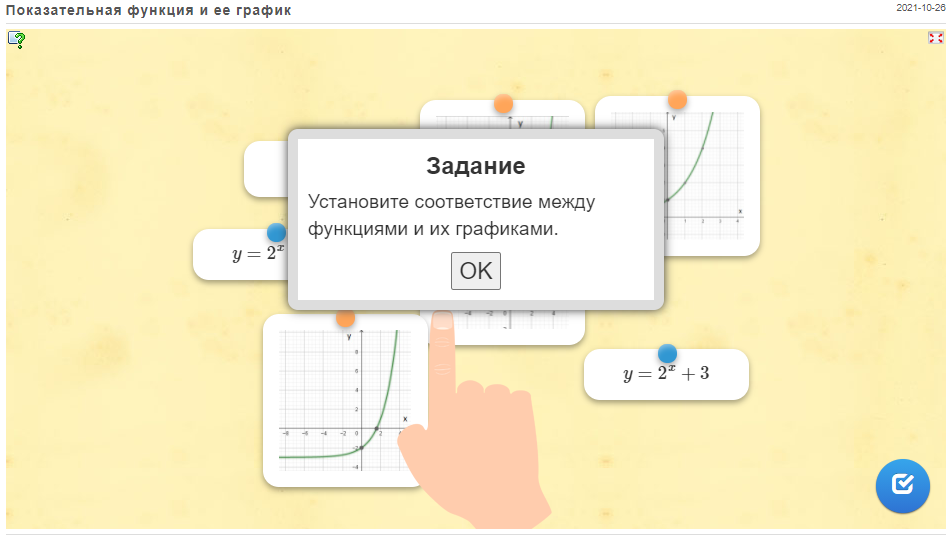 Показательная функция и ее график
2021-10-26
Задание
Установите соответствие между
функциями и их графиками.
OK
y = 2^x
y = 2^x + 3
y
y
x
y
x